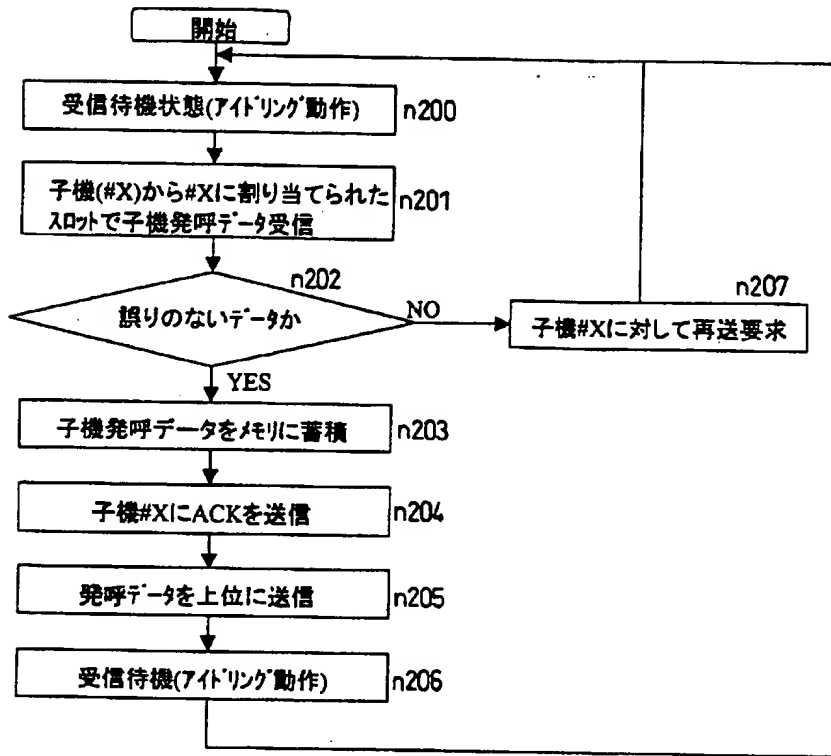 開始
受信待機状態(アイドリング動作)
n200
子機(#X)から#Xに割り当てられた
スロットで子機発呼データ受信
n201
n202
誤りのないデータか
NO
YES
n207
子機#Xに対して再送要求
子機発呼データをメモリに蓄積
n203
子機#XにACKを送信
n204
発呼データを上位に送信
n205
受信待機(アイドリング動作)
n206